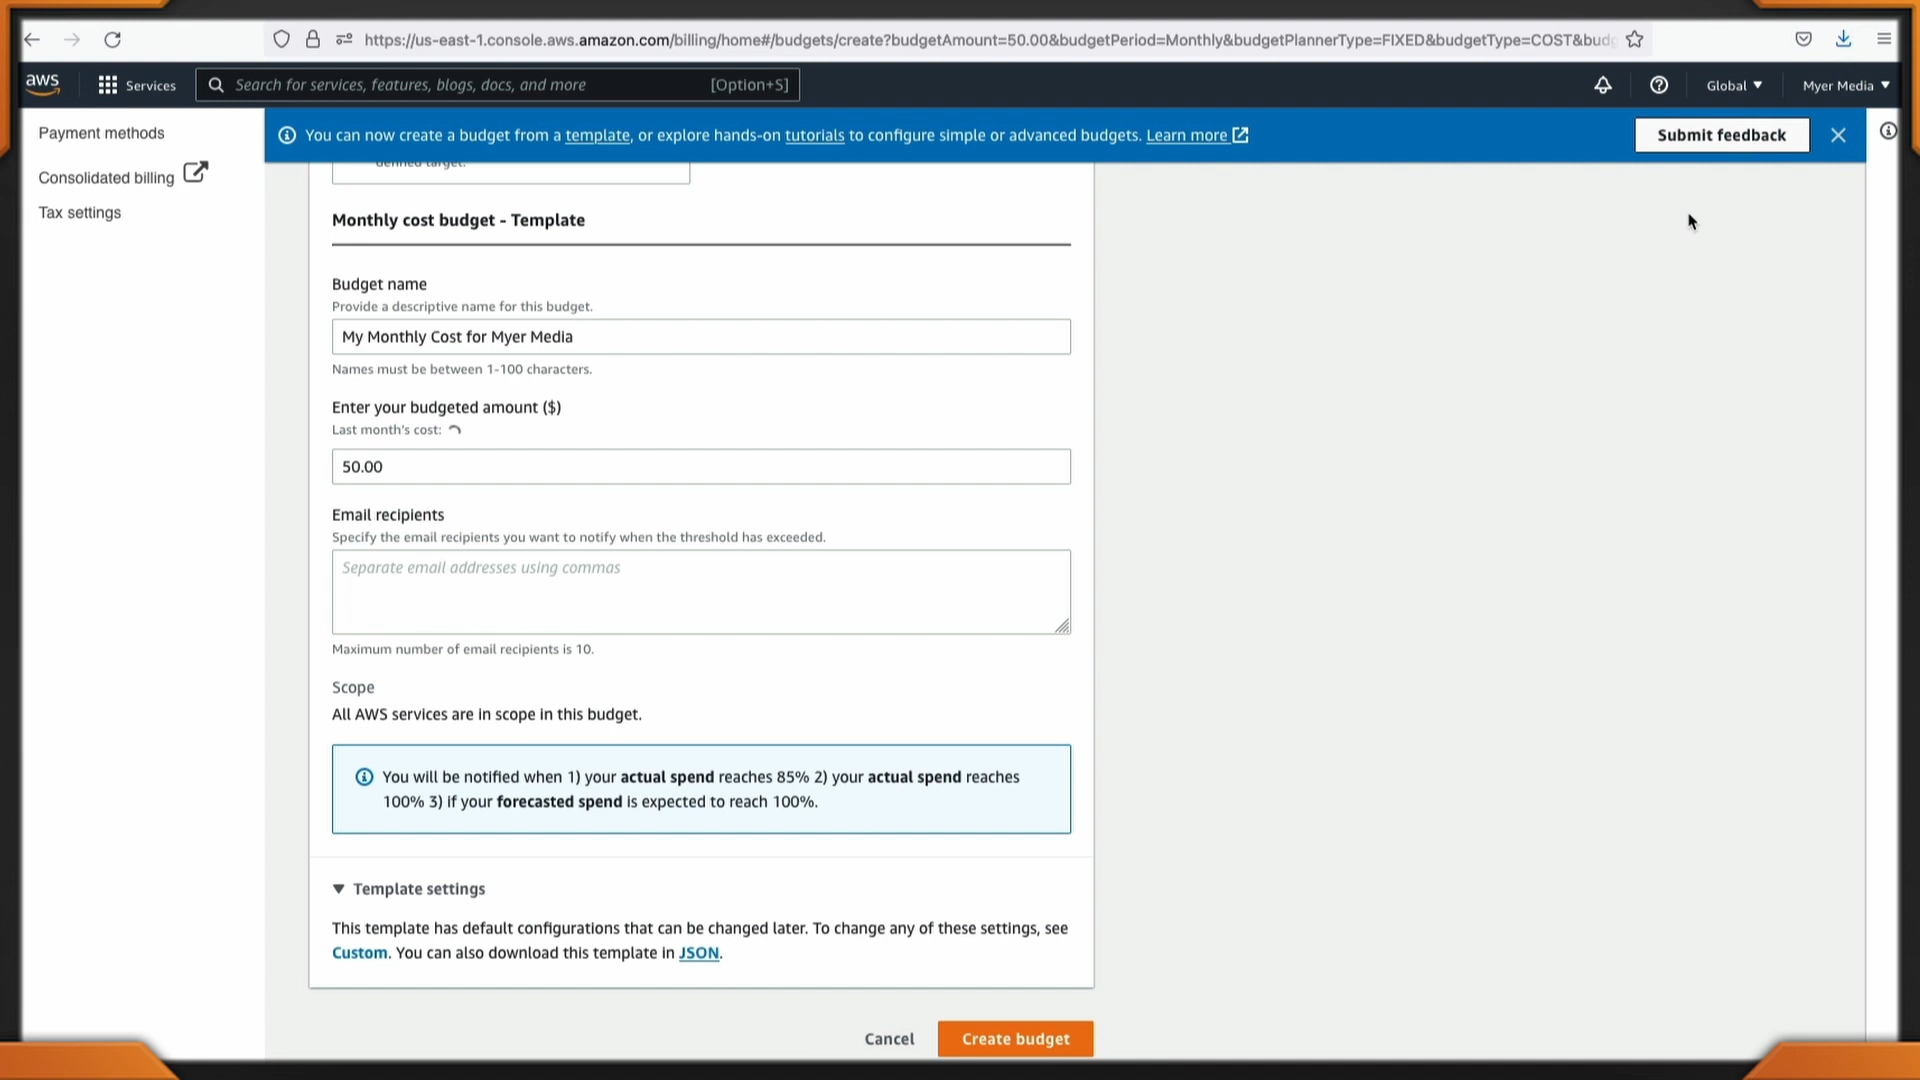 https://us-east-1.console.aws.amazon.com/billing/home#/budgets/create?budgetAmount=50.00&budgetPeriod=Monthly&budgetPlannerType=FIXED&budgetType=COST&budg
aws
Services
Search for services, features, blogs, docs, and more
[Option+S]
Global
Myer Media
Payment methods
Consolidated billing
Tax settings
You can now create a budget from a template, or explore hands-on tutorials to configure simple or advanced budgets. Learn more
Submit feedback
defined target.
Monthly cost budget - Template
Budget name
Provide a descriptive name for this budget.
My Monthly Cost for Myer Media
Names must be between 1-100 characters.
Enter your budgeted amount ($)
Last month's cost:
50.00
Email recipients
Specify the email recipients you want to notify when the threshold has exceeded.
Separate email addresses using commas
Maximum number of email recipients is 10.
Scope
All AWS services are in scope in this budget.
You will be notified when 1) your actual spend reaches 85% 2) your actual spend reaches
100% 3) if your forecasted spend is expected to reach 100%.
Template settings
This template has default configurations that can be changed later. To change any of these settings, see
Custom. You can also download this template in JSON.
Cancel
Create budget